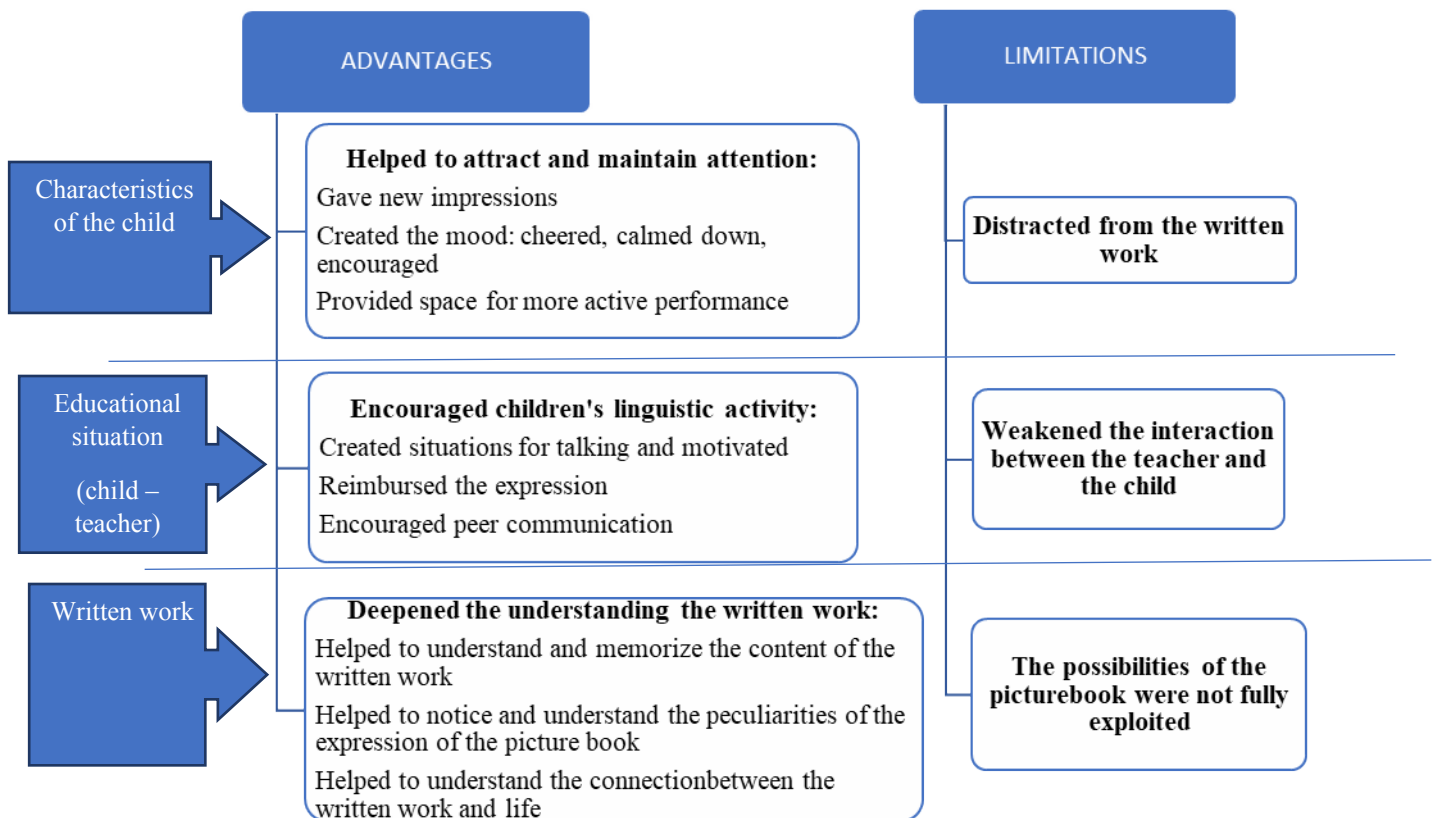 ADVANTAGES
LIMITATIONS
Characteristics
of the child
Helped to attract and maintain attention:
Gave new impressions
Created the mood: cheered, calmed down,
encouraged
Provided space for more active performance
Distracted from the written
work
Educational
situation
(child –
teacher)
Encouraged children's linguistic activity:
Created situations for talking and motivated
Reimbursed the expression
Encouraged peer communication
Weakened the interaction
between the teacher and
the child
Written work
Deepened the understanding the written work:
Helped to understand and memorize the content of the
written work
Helped to notice and understand the peculiarities of the
expression of the picture book
Helped to understand the connectionbetween the
written work and life
The possibilities of the
picturebook were not fully
exploited